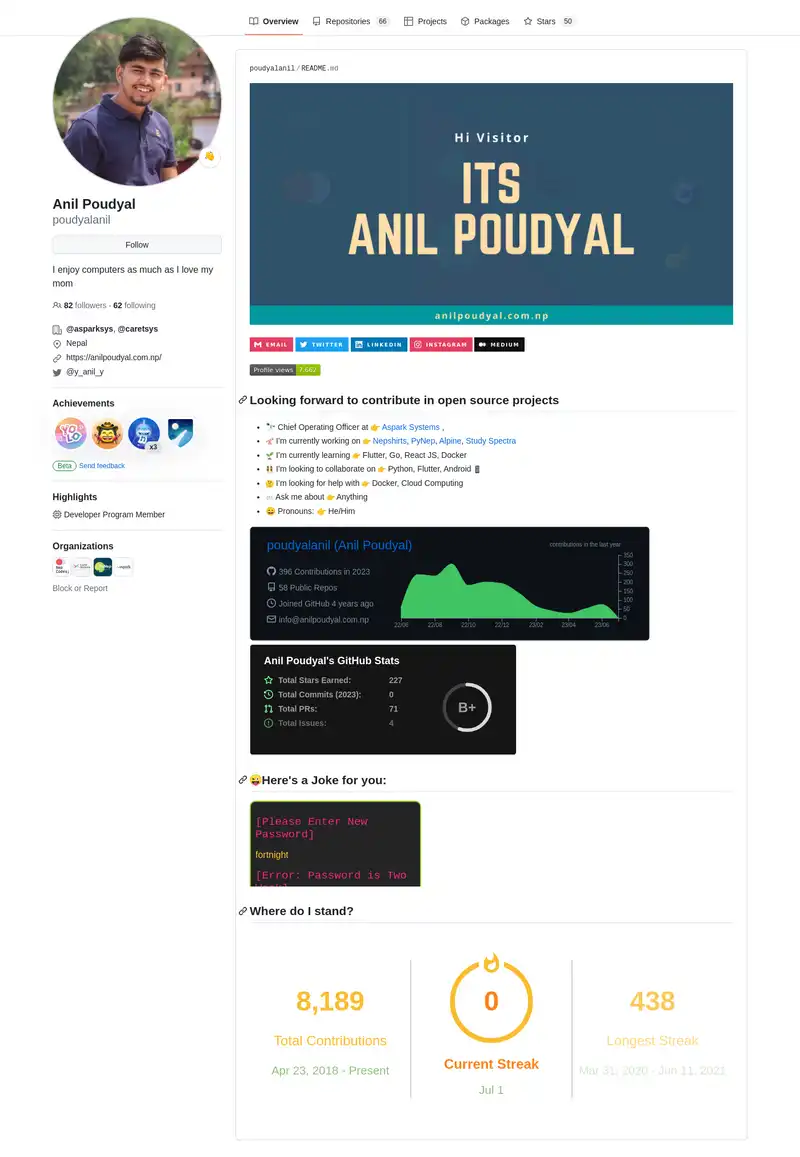 Overview
Repositories 66
Projects
Packages
Stars 50
Anil Poudyal
poudyalanil
Follow
I enjoy computers as much as I love my
mom
82 followers · 62 following
@asparksys, @caretsys
Nepal
https://anilpoudyal.com.np/
@y_anil_y
Achievements
YO
LO
x3
Beta Send feedback
Highlights
Developer Program Member
Organizations
Block or Report
poudyalanil/README.md
Hi Visitor
ITS
ANIL POUDYAL
anilpoudyal.com.np
EMAIL
TWITTER
LINKEDIN
INSTAGRAM
MEDIUM
Profile views 7,662
Looking forward to contribute in open source projects
• 🔭 Chief Operating Officer at 👉 Aspark Systems ,
• I'm currently working on 👉 Nepshirts, PyNep, Alpine, Study Spectra
• 🌱 I'm currently learning 👉 Flutter, Go, React JS, Docker
• 👯 I'm looking to collaborate on 👉 Python, Flutter, Android 📱
• 🤔 I'm looking for help with 👉 Docker, Cloud Computing
• 💬 Ask me about 👉 Anything
• 😄 Pronouns: 👉 He/Him
poudyalanil (Anil Poudyal)
396 Contributions in 2023
58 Public Repos
Joined GitHub 4 years ago
info@anilpoudyal.com.np
contributions in the last year
350
300
250
200
150
100
50
0
22/06 22/08 22/10 22/12 23/02 23/04 23/06
Anil Poudyal's GitHub Stats
Total Stars Earned: 227
Total Commits (2023): 0
Total PRs: 71
Total Issues: 4
B+
😜Here's a Joke for you:
[Please Enter New
Password]
fortnight
[Error: Password is Two
Where do I stand?
8,189
Total Contributions
Apr 23, 2018 - Present
0
Current Streak
Jul 1
438
Longest Streak
Mar 31, 2020 - Jun 11, 2021